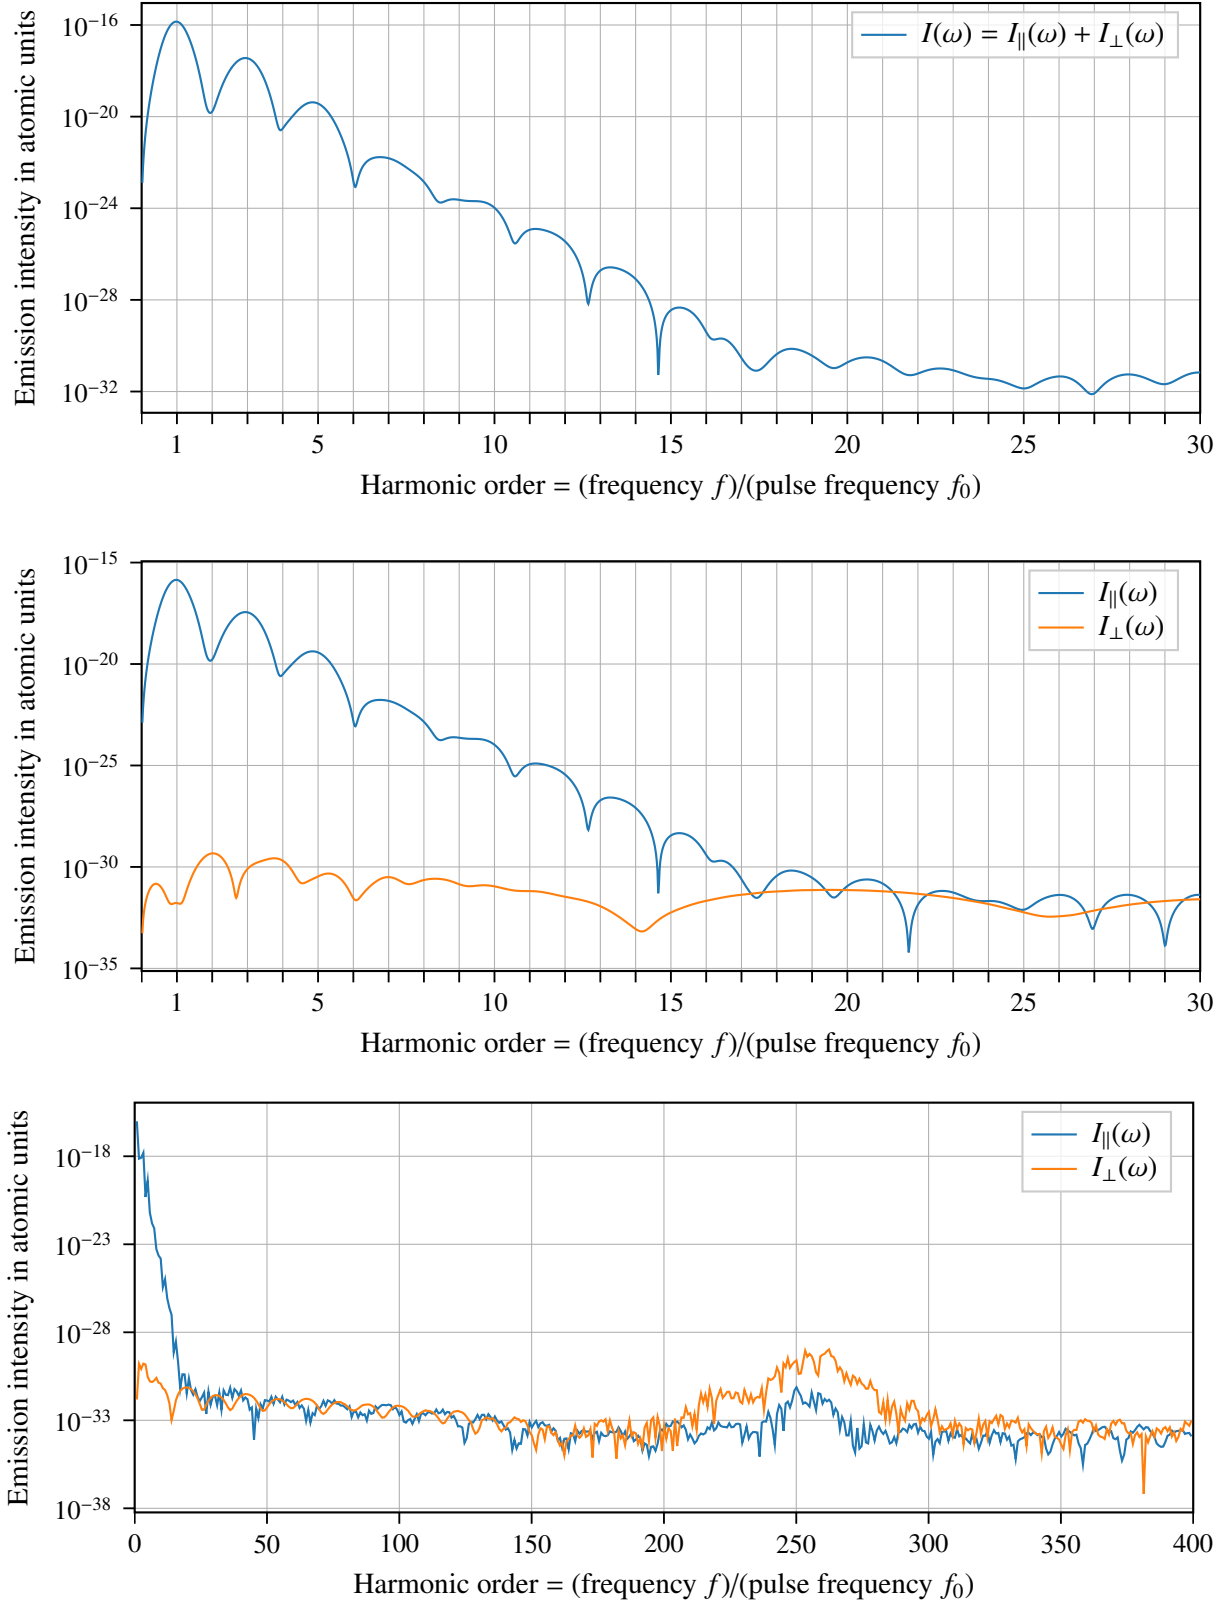 Emission intensity in atomic units
10⁻¹⁶
10⁻²⁰
10⁻²⁴
10⁻²⁸
10⁻³²
I(ω) = I∥(ω) + I⊥(ω)
1 5 10 15 20 25 30
Harmonic order = (frequency f)/(pulse frequency f₀)
Emission intensity in atomic units
10⁻¹⁵
10⁻²⁰
10⁻²⁵
10⁻³⁰
10⁻³⁵
I∥(ω)
I⊥(ω)
1 5 10 15 20 25 30
Harmonic order = (frequency f)/(pulse frequency f₀)
Emission intensity in atomic units
10⁻¹⁸
10⁻²³
10⁻²⁸
10⁻³³
10⁻³⁸
I∥(ω)
I⊥(ω)
0 50 100 150 200 250 300 350 400
Harmonic order = (frequency f)/(pulse frequency f₀)